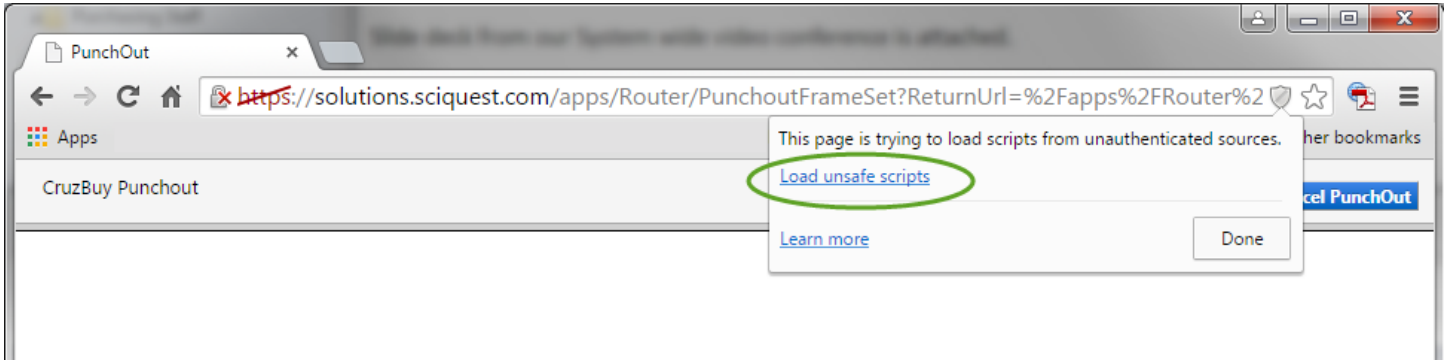 Slide deck from our System wide video conference is attached.
PunchOut
https://solutions.sciquest.com/apps/Router/PunchoutFrameSet?ReturnUrl=%2Fapps%2FRouter%2
Apps
her bookmarks
This page is trying to load scripts from unauthenticated sources.
Load unsafe scripts
CruzBuy Punchout
cel PunchOut
Learn more
Done